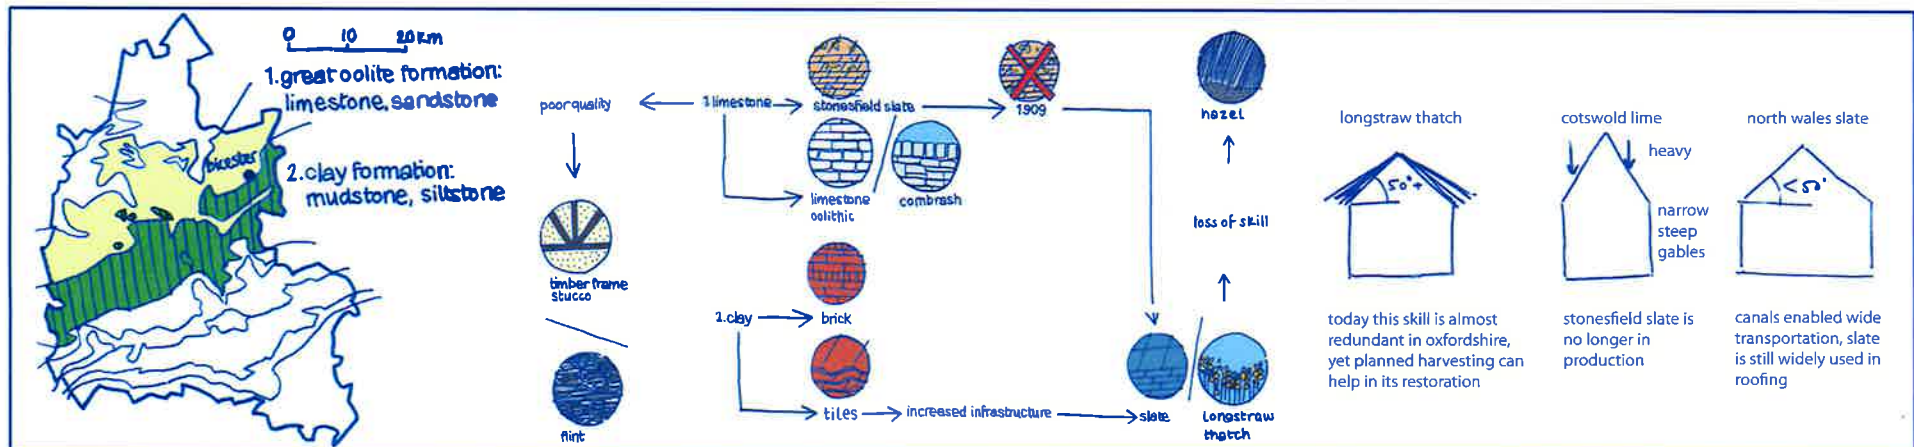 0 10 20km
1.great oolite formation:
limestone, sandstone
bicester
2.clay formation:
mudstone, siltstone
poor quality
timber frame
stucco
flint
1.limestone
stonesfield slate
1909
limestone
oolithic
cornbrash
2.clay
brick
tiles
increased infrastructure
slate
longstraw
thatch
loss of skill
hazel
longstraw thatch
50°+
today this skill is almost
redundant in oxfordshire,
yet planned harvesting can
help in its restoration
cotswold lime
heavy
narrow
steep
gables
stonesfield slate is
no longer in
production
north wales slate
<50°
canals enabled wide
transportation, slate
is still widely used in
roofing